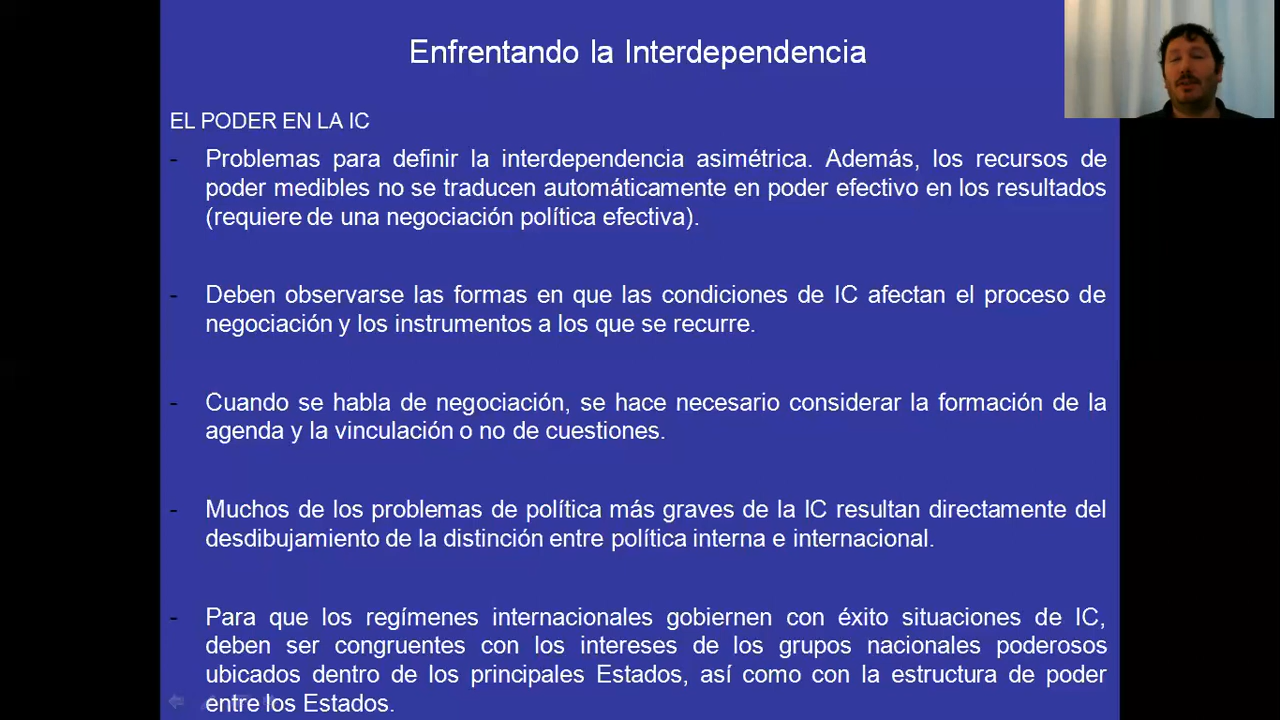 Enfrentando la Interdependencia
EL PODER EN LA IC
- Problemas para definir la interdependencia asimétrica. Además, los recursos de
poder medibles no se traducen automáticamente en poder efectivo en los resultados
(requiere de una negociación política efectiva).
- Deben observarse las formas en que las condiciones de IC afectan el proceso de
negociación y los instrumentos a los que se recurre.
- Cuando se habla de negociación, se hace necesario considerar la formación de la
agenda y la vinculación o no de cuestiones.
- Muchos de los problemas de política más graves de la IC resultan directamente del
desdibujamiento de la distinción entre política interna e internacional.
- Para que los regímenes internacionales gobiernen con éxito situaciones de IC,
deben ser congruentes con los intereses de los grupos nacionales poderosos
ubicados dentro de los principales Estados, así como con la estructura de poder
entre los Estados.